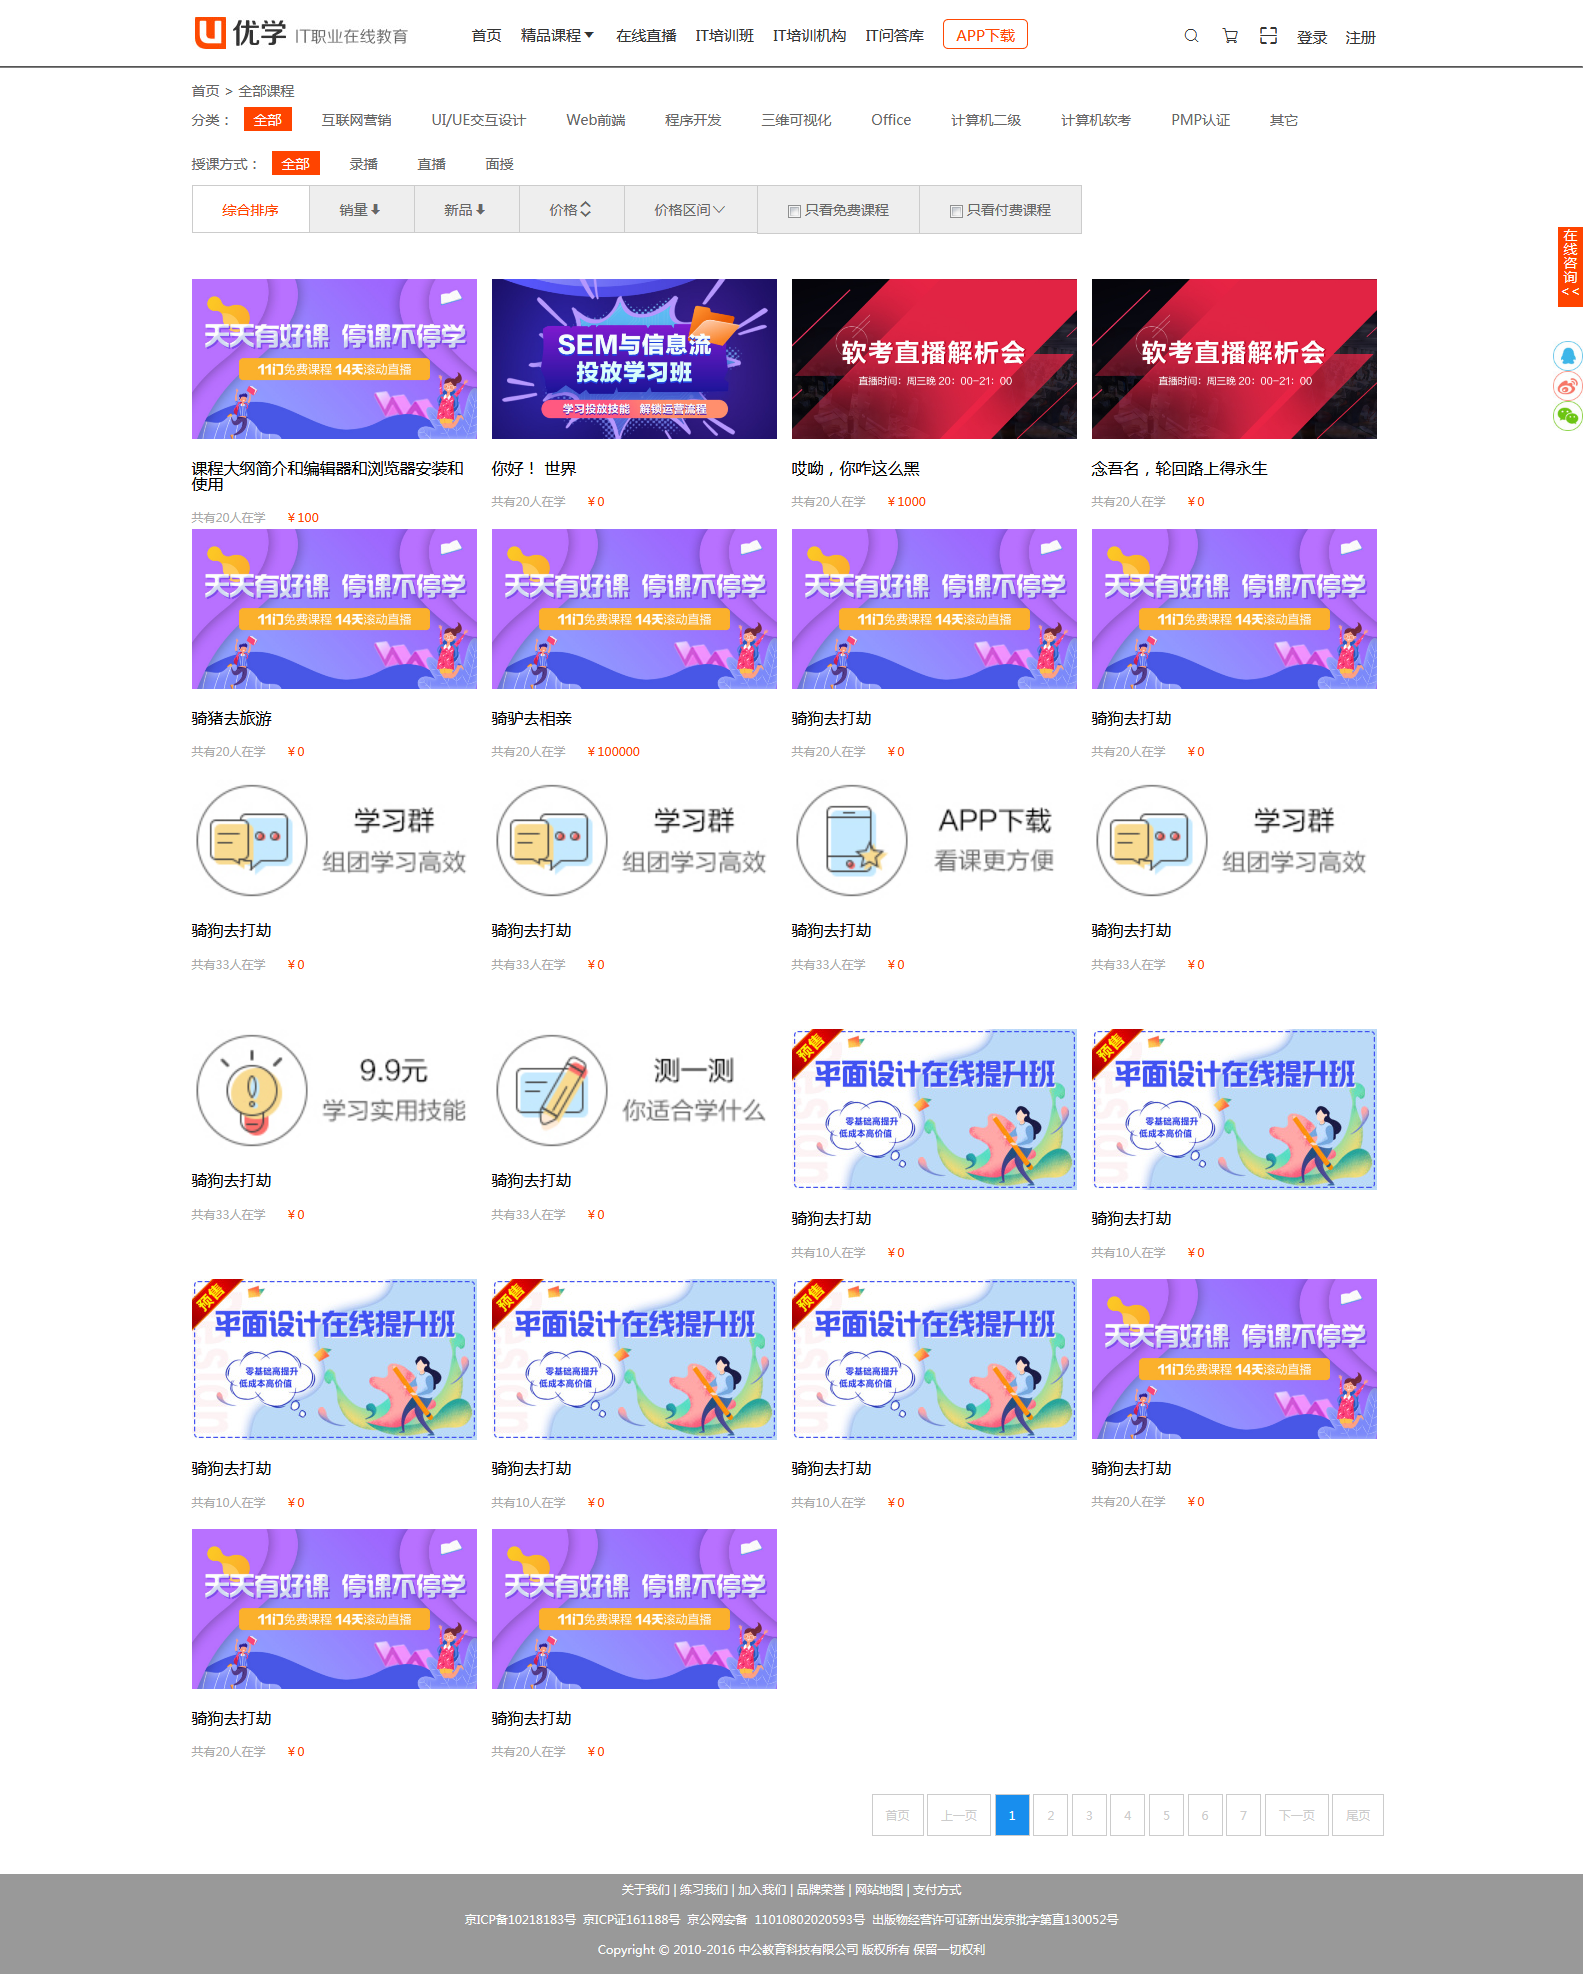 优学 IT职业在线教育 首页 精品课程 在线直播 IT培训班 IT培训机构 IT问答库 APP下载 登录 注册
首页 > 全部课程
分类： 全部 互联网营销 UI/UE交互设计 Web前端 程序开发 三维可视化 Office 计算机二级 计算机软考 PMP认证 其它
授课方式： 全部 录播 直播 面授
综合排序 销量 新品 价格 价格区间 只看免费课程 只看付费课程
在线咨询
<<
天天有好课 停课不停学
11门免费课程 14天滚动直播
SEM与信息流
投放学习班
学习投放技能 解锁运营流程
软考直播解析会
直播时间：周三晚 20：00-21：00
软考直播解析会
直播时间：周三晚 20：00-21：00
课程大纲简介和编辑器和浏览器安装和
使用
共有20人在学 ￥100
你好！ 世界
共有20人在学 ￥0
哎呦，你咋这么黑
共有20人在学 ￥1000
念吾名，轮回路上得永生
共有20人在学 ￥0
天天有好课 停课不停学
11门免费课程 14天滚动直播
天天有好课 停课不停学
11门免费课程 14天滚动直播
天天有好课 停课不停学
11门免费课程 14天滚动直播
天天有好课 停课不停学
11门免费课程 14天滚动直播
骑猪去旅游
共有20人在学 ￥0
骑驴去相亲
共有20人在学 ￥100000
骑狗去打劫
共有20人在学 ￥0
骑狗去打劫
共有20人在学 ￥0
学习群
组团学习高效
学习群
组团学习高效
APP下载
看课更方便
学习群
组团学习高效
骑狗去打劫
共有33人在学 ￥0
骑狗去打劫
共有33人在学 ￥0
骑狗去打劫
共有33人在学 ￥0
骑狗去打劫
共有33人在学 ￥0
9.9元
学习实用技能
测一测
你适合学什么
预售
平面设计在线提升班
零基础高提升
低成本高价值
预售
平面设计在线提升班
零基础高提升
低成本高价值
骑狗去打劫
共有33人在学 ￥0
骑狗去打劫
共有33人在学 ￥0
骑狗去打劫
共有10人在学 ￥0
骑狗去打劫
共有10人在学 ￥0
预售
平面设计在线提升班
零基础高提升
低成本高价值
预售
平面设计在线提升班
零基础高提升
低成本高价值
预售
平面设计在线提升班
零基础高提升
低成本高价值
天天有好课 停课不停学
11门免费课程 14天滚动直播
骑狗去打劫
共有10人在学 ￥0
骑狗去打劫
共有10人在学 ￥0
骑狗去打劫
共有10人在学 ￥0
骑狗去打劫
共有20人在学 ￥0
天天有好课 停课不停学
11门免费课程 14天滚动直播
天天有好课 停课不停学
11门免费课程 14天滚动直播
骑狗去打劫
共有20人在学 ￥0
骑狗去打劫
共有20人在学 ￥0
首页 上一页 1 2 3 4 5 6 7 下一页 尾页
关于我们 | 练习我们 | 加入我们 | 品牌荣誉 | 网站地图 | 支付方式
京ICP备10218183号 京ICP证161188号 京公网安备 11010802020593号 出版物经营许可证新出发京批字第直130052号
Copyright © 2010-2016 中公教育科技有限公司 版权所有 保留一切权利